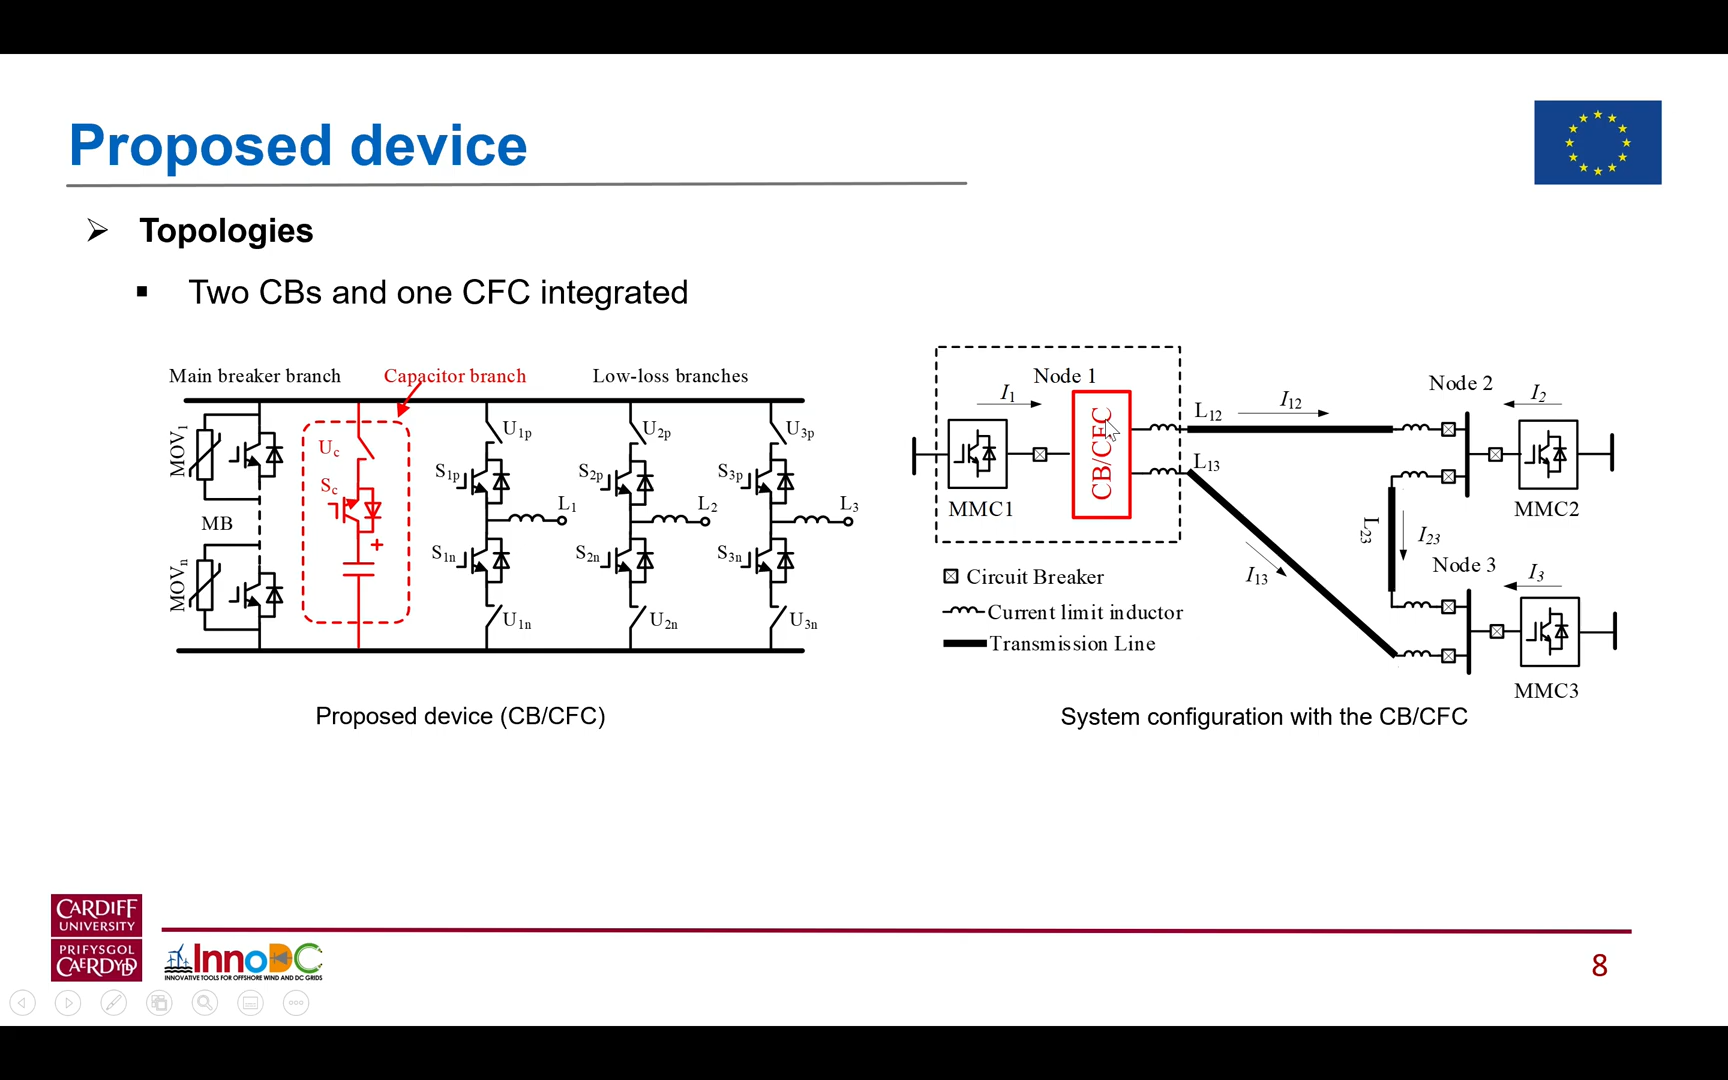 Proposed device
Topologies
Two CBs and one CFC integrated
Main breaker branch
Capacitor branch
Low-loss branches
MOV1
MB
MOVn
Uc
Sc
+
U1p
S1p
L1
S1n
U1n
U2p
S2p
L2
S2n
U2n
U3p
S3p
L3
S3n
U3n
Proposed device (CB/CFC)
Node 1
I1
MMC1
CB/CFC
L12
I12
L13
I13
Node 2
I2
MMC2
L23
I23
Node 3
I3
MMC3
Circuit Breaker
Current limit inductor
Transmission Line
System configuration with the CB/CFC
CARDIFF
UNIVERSITY
PRIFYSGOL
CAERDYDD
InnoDC
INNOVATIVE TOOLS FOR OFFSHORE WIND AND DC GRIDS
8